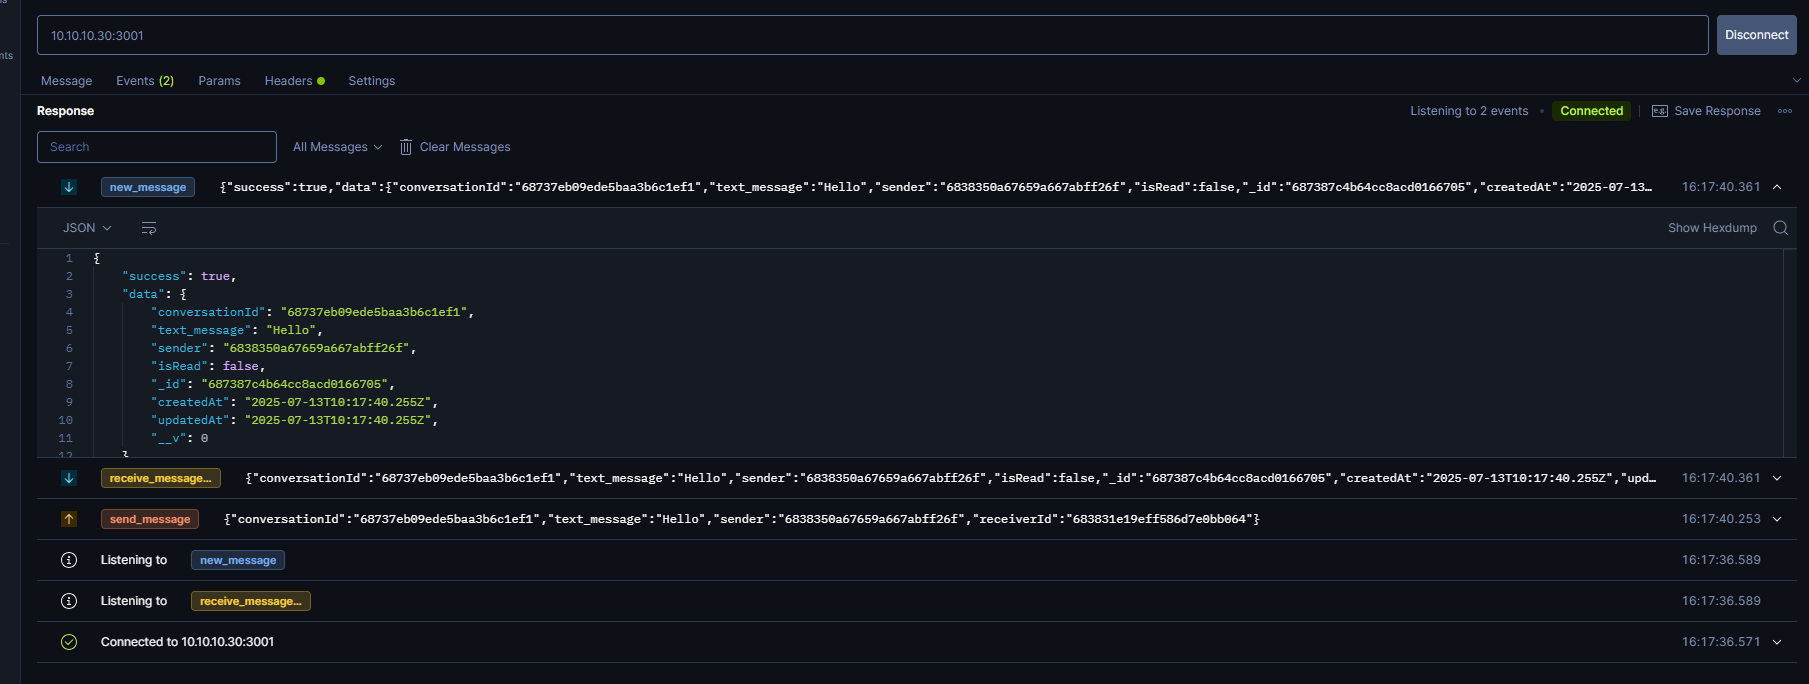 10.10.10.30:3001
Disconnect
nts
Message Events (2) Params Headers Settings
Response
Listening to 2 events • Connected Save Response
Search
All Messages Clear Messages
new_message {"success":true,"data":{"conversationId":"68737eb09ede5baa3b6c1ef1","text_message":"Hello","sender":"6838350a67659a667abff26f","isRead":false,"_id":"687387c4b64cc8acd0166705","createdAt":"2025-07-13... 16:17:40.361
JSON Show Hexdump
1 {
2 "success": true,
3 "data": {
4 "conversationId": "68737eb09ede5baa3b6c1ef1",
5 "text_message": "Hello",
6 "sender": "6838350a67659a667abff26f",
7 "isRead": false,
8 "_id": "687387c4b64cc8acd0166705",
9 "createdAt": "2025-07-13T10:17:40.255Z",
10 "updatedAt": "2025-07-13T10:17:40.255Z",
11 "__v": 0
12 }
receive_message... {"conversationId":"68737eb09ede5baa3b6c1ef1","text_message":"Hello","sender":"6838350a67659a667abff26f","isRead":false,"_id":"687387c4b64cc8acd0166705","createdAt":"2025-07-13T10:17:40.255Z","upd... 16:17:40.361
send_message {"conversationId":"68737eb09ede5baa3b6c1ef1","text_message":"Hello","sender":"6838350a67659a667abff26f","receiverId":"683831e19eff586d7e0bb064"} 16:17:40.253
Listening to new_message 16:17:36.589
Listening to receive_message... 16:17:36.589
Connected to 10.10.10.30:3001 16:17:36.571